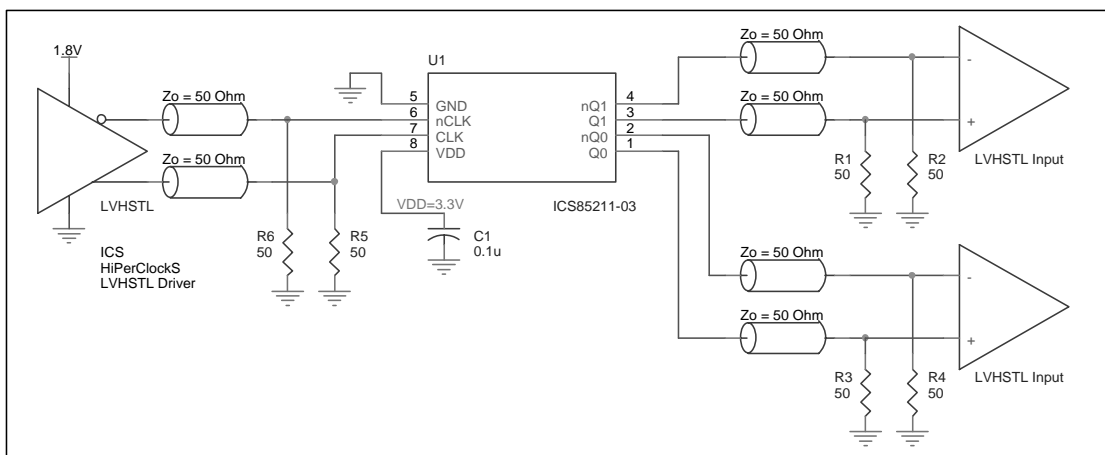 1.8V
Zo = 50 Ohm
Zo = 50 Ohm
LVHSTL
ICS
HiPerClockS
LVHSTL Driver
R6
50
R5
50
U1
5
6
7
8
GND
nCLK
CLK
VDD
nQ1
Q1
nQ0
Q0
4
3
2
1
ICS85211-03
VDD=3.3V
C1
0.1u
Zo = 50 Ohm
Zo = 50 Ohm
-
+
R1
50
R2
50
LVHSTL Input
Zo = 50 Ohm
Zo = 50 Ohm
-
+
R3
50
R4
50
LVHSTL Input